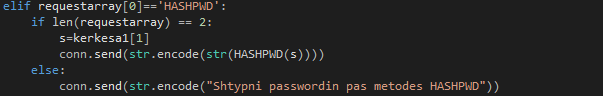 elif requestarray[0]=='HASHPWD':
if len(requestarray) == 2:
s=kerkesa1[1]
conn.send(str.encode(str(HASHPWD(s))))
else:
conn.send(str.encode("Shtypni passwordin pas metodes HASHPWD"))